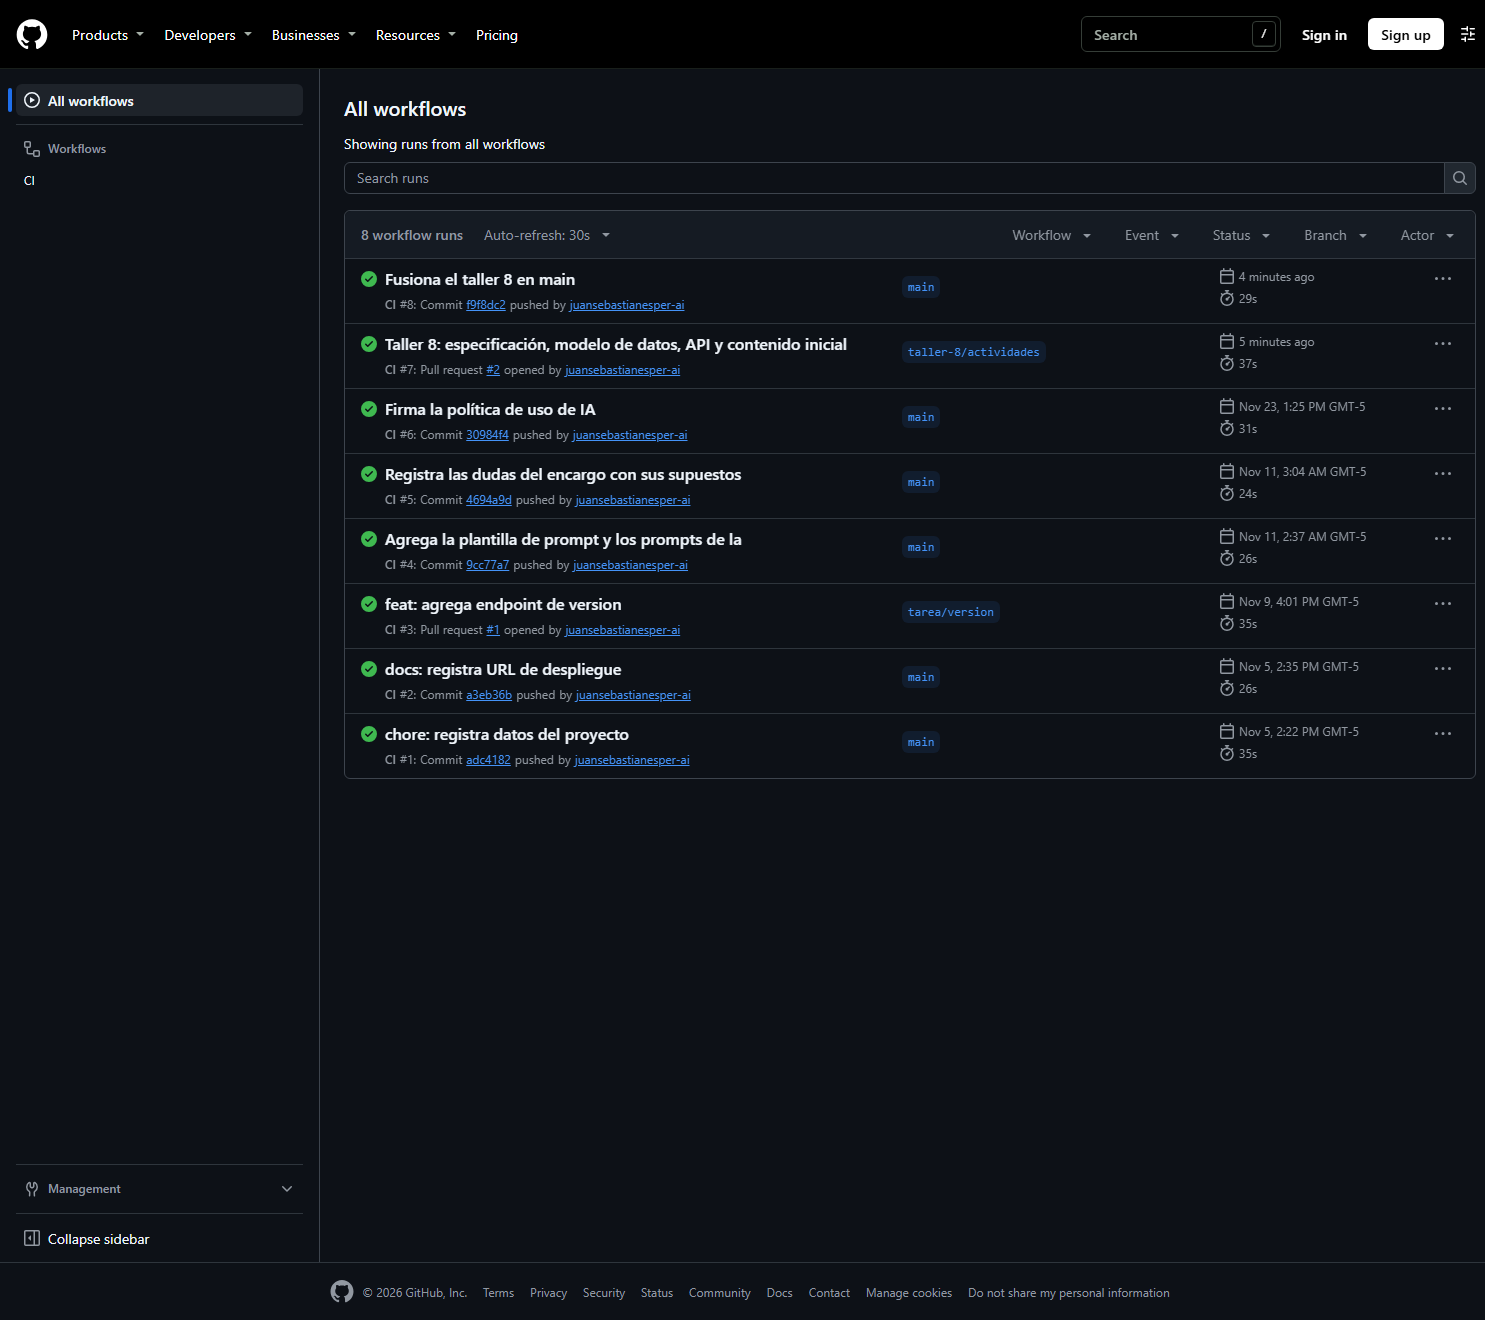 Products Developers Businesses Resources Pricing Search / Sign in Sign up
All workflows
Workflows
CI
All workflows
Showing runs from all workflows
Search runs
8 workflow runs Auto-refresh: 30s Workflow Event Status Branch Actor
Fusiona el taller 8 en main
CI #8: Commit f9f8dc2 pushed by juansebastianesper-ai
main
4 minutes ago
29s
Taller 8: especificación, modelo de datos, API y contenido inicial
CI #7: Pull request #2 opened by juansebastianesper-ai
taller-8/actividades
5 minutes ago
37s
Firma la política de uso de IA
CI #6: Commit 30984f4 pushed by juansebastianesper-ai
main
Nov 23, 1:25 PM GMT-5
31s
Registra las dudas del encargo con sus supuestos
CI #5: Commit 4694a9d pushed by juansebastianesper-ai
main
Nov 11, 3:04 AM GMT-5
24s
Agrega la plantilla de prompt y los prompts de la
CI #4: Commit 9cc77a7 pushed by juansebastianesper-ai
main
Nov 11, 2:37 AM GMT-5
26s
feat: agrega endpoint de version
CI #3: Pull request #1 opened by juansebastianesper-ai
tarea/version
Nov 9, 4:01 PM GMT-5
35s
docs: registra URL de despliegue
CI #2: Commit a3eb36b pushed by juansebastianesper-ai
main
Nov 5, 2:35 PM GMT-5
26s
chore: registra datos del proyecto
CI #1: Commit adc4182 pushed by juansebastianesper-ai
main
Nov 5, 2:22 PM GMT-5
35s
Management
Collapse sidebar
© 2026 GitHub, Inc. Terms Privacy Security Status Community Docs Contact Manage cookies Do not share my personal information